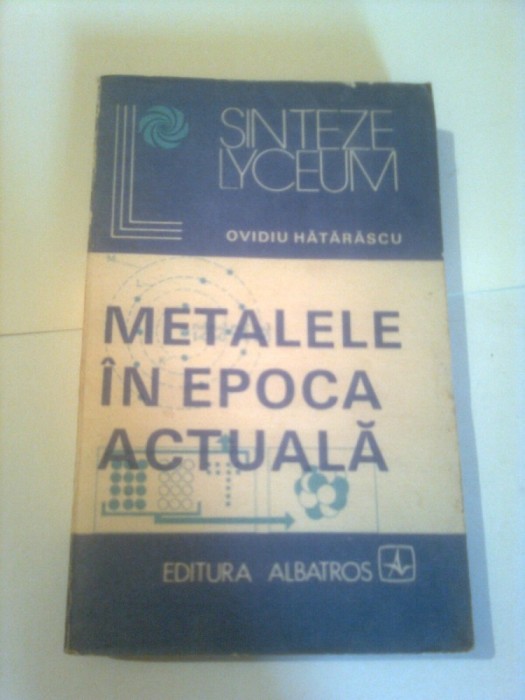 SINTEZE
LYCEUM
OVIDIU HĂTĂRĂSCU
METALELE
ÎN EPOCA
ACTUALĂ
EDITURA ALBATROS